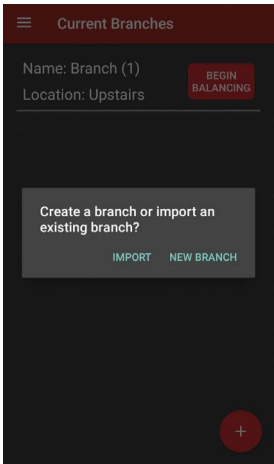 Current Branches
Name: Branch (1)
Location: Upstairs
BEGIN
BALANCING
Create a branch or import an
existing branch?
IMPORT NEW BRANCH
+